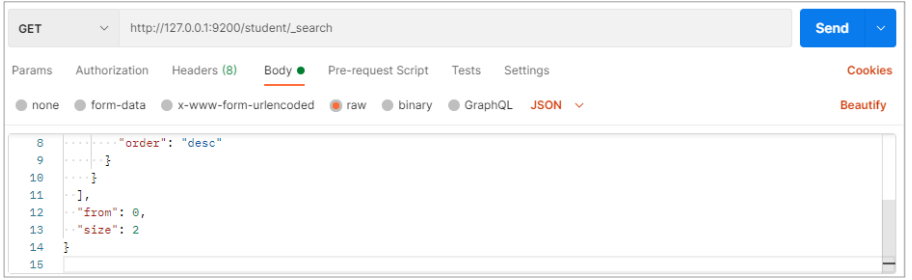 GET http://127.0.0.1:9200/student/_search Send
Params Authorization Headers (8) Body Pre-request Script Tests Settings Cookies
none form-data x-www-form-urlencoded raw binary GraphQL JSON Beautify
8 "order": "desc"
9 }
10 }
11 ],
12 "from": 0,
13 "size": 2
14 }
15